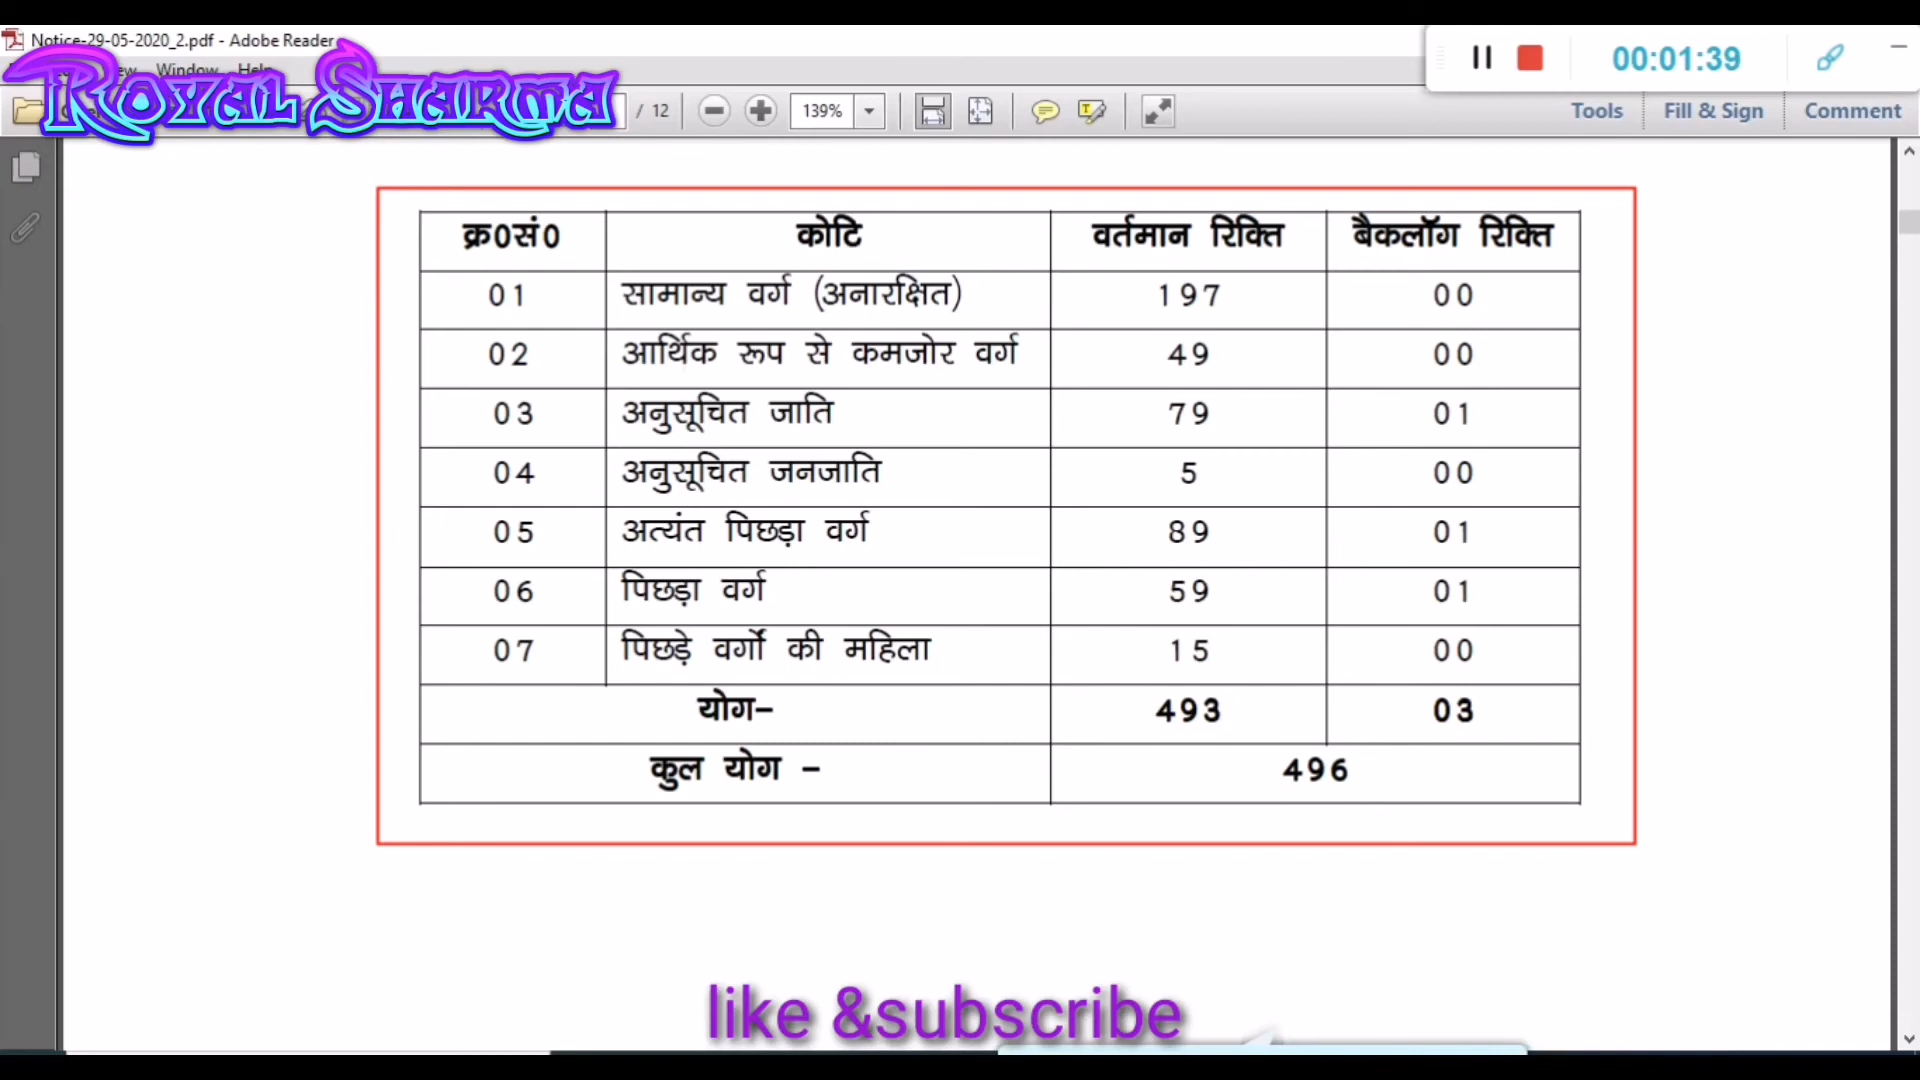 Notice-29-05-2020_2.pdf - Adobe Reader
Window Help
Royal Sharma
/ 12 139%
00:01:39
Tools Fill & Sign Comment
क्र0सं0 कोटि वर्तमान रिक्ति बैकलॉग रिक्ति
01 सामान्य वर्ग (अनारक्षित) 197 00
02 आर्थिक रूप से कमजोर वर्ग 49 00
03 अनुसूचित जाति 79 01
04 अनुसूचित जनजाति 5 00
05 अत्यंत पिछड़ा वर्ग 89 01
06 पिछड़ा वर्ग 59 01
07 पिछड़े वर्गों की महिला 15 00
योग- 493 03
कुल योग - 496
like &subscribe